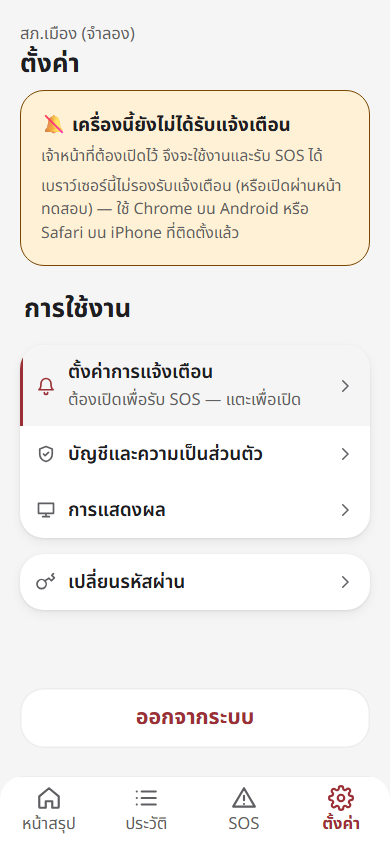 สภ.เมือง (จำลอง)
ตั้งค่า
เครื่องนี้ยังไม่ได้รับแจ้งเตือน
เจ้าหน้าที่ต้องเปิดไว้ จึงจะใช้งานและรับ SOS ได้
เบราว์เซอร์นี้ไม่รองรับแจ้งเตือน (หรือเปิดผ่านหน้า
ทดสอบ) — ใช้ Chrome บน Android หรือ
Safari บน iPhone ที่ติดตั้งแล้ว
การใช้งาน
ตั้งค่าการแจ้งเตือน
ต้องเปิดเพื่อรับ SOS — แตะเพื่อเปิด
บัญชีและความเป็นส่วนตัว
การแสดงผล
เปลี่ยนรหัสผ่าน
ออกจากระบบ
หน้าสรุป
ประวัติ
SOS
ตั้งค่า